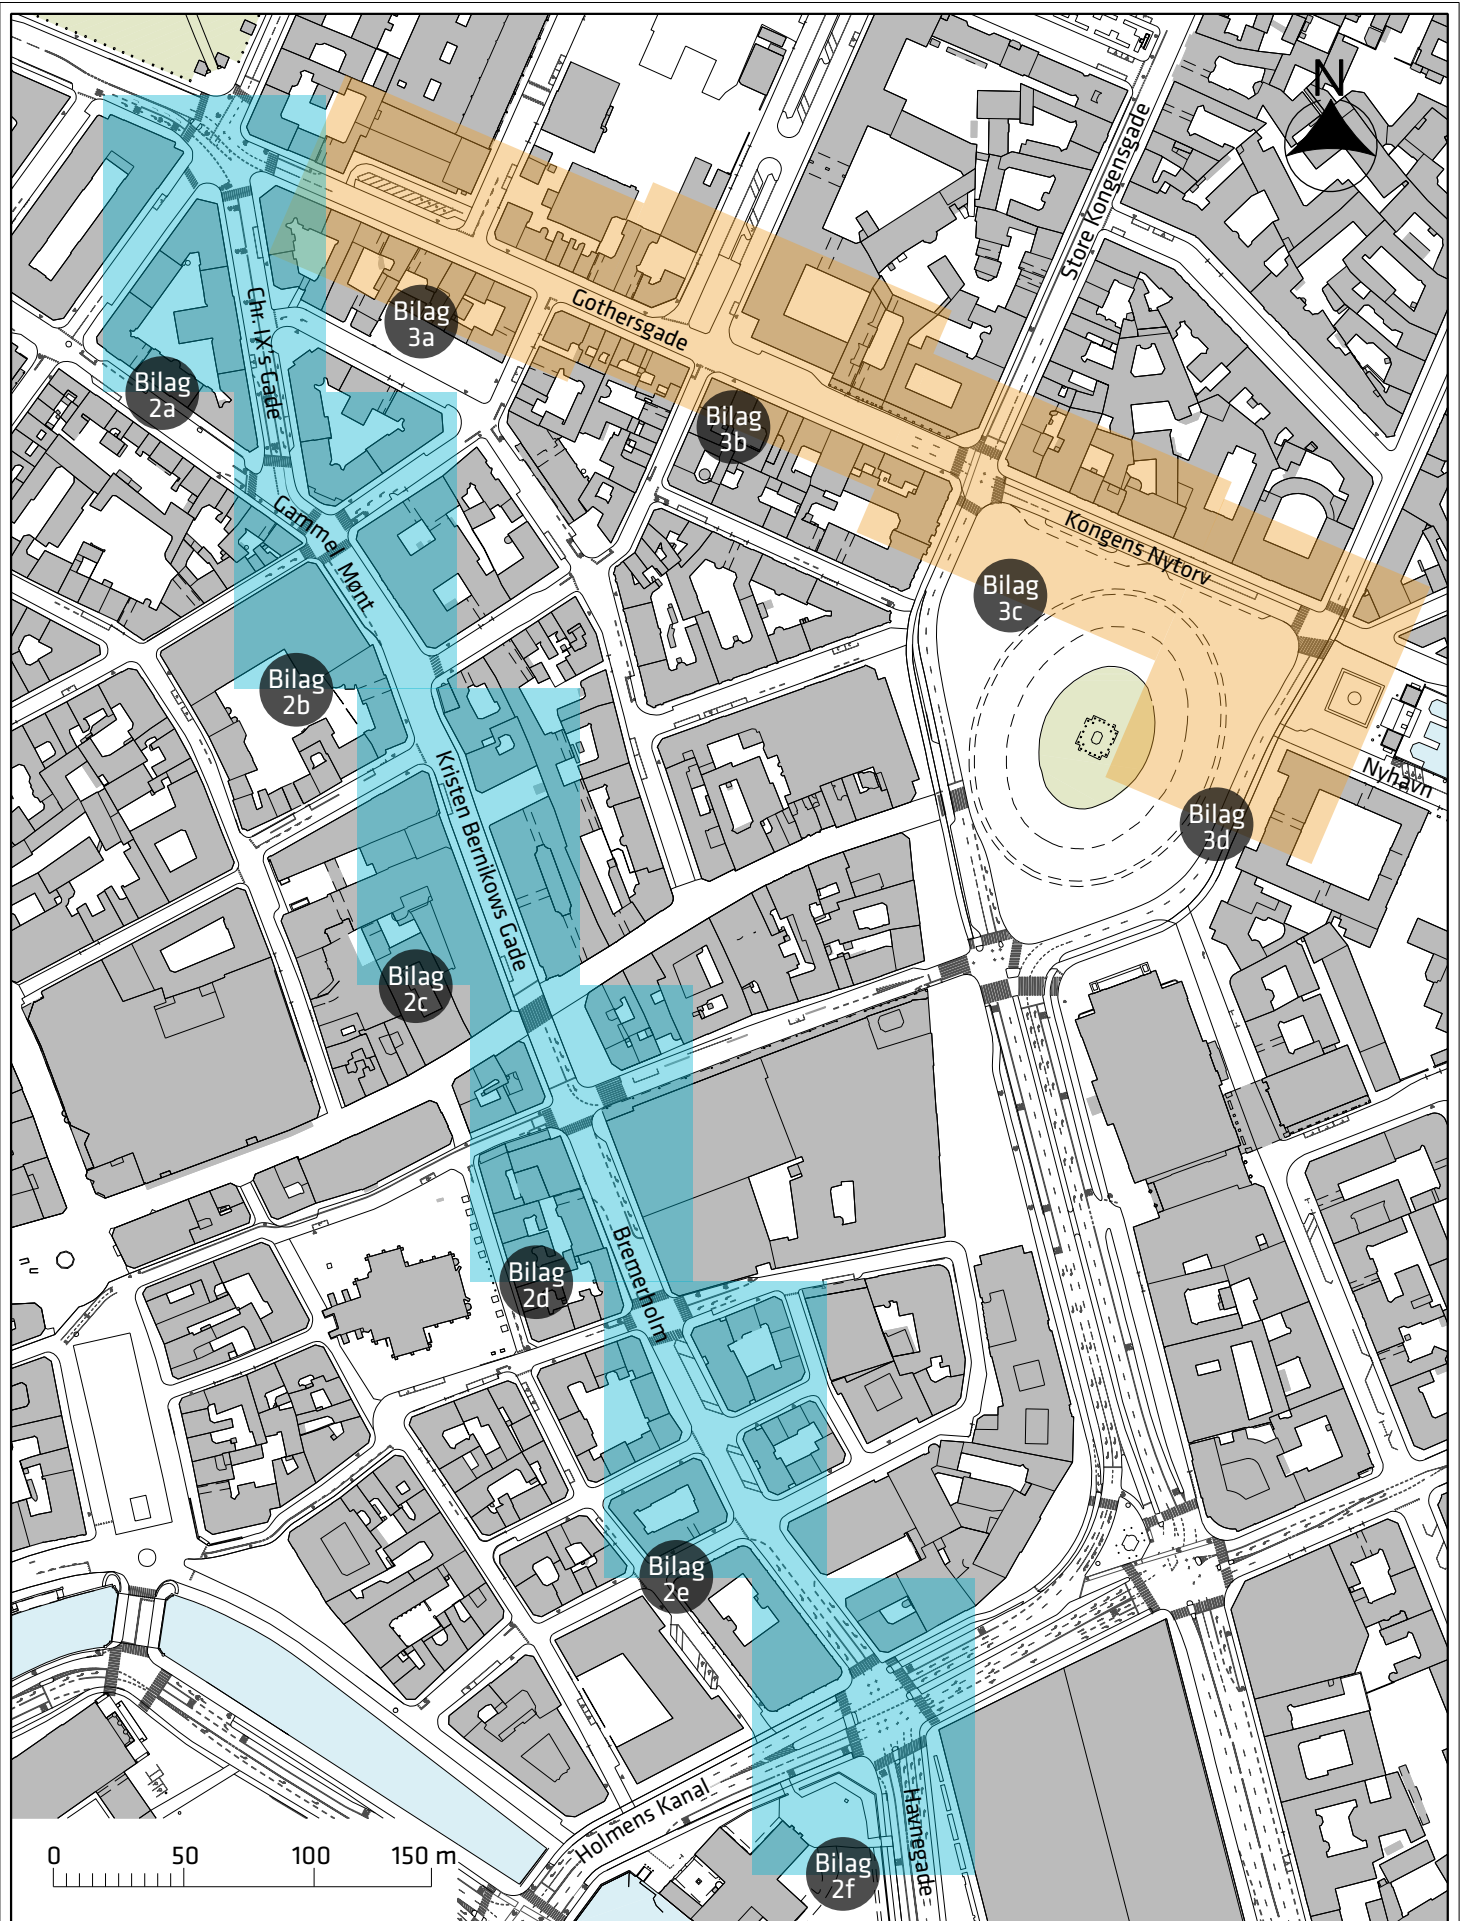 N
Store Kongensgade
Gothersgade
Bilag
3a
Chr. IX's Gade
Bilag
2a
Bilag
3b
Gammel Mønt
Kongens Nytorv
Bilag
3c
Bilag
2b
Kristen Bernikows Gade
Nyhavn
Bilag
3d
Bilag
2c
Bremerholm
Bilag
2d
Bilag
2e
Holmens Kanal
Havnegade
Bilag
2f
0 50 100 150 m